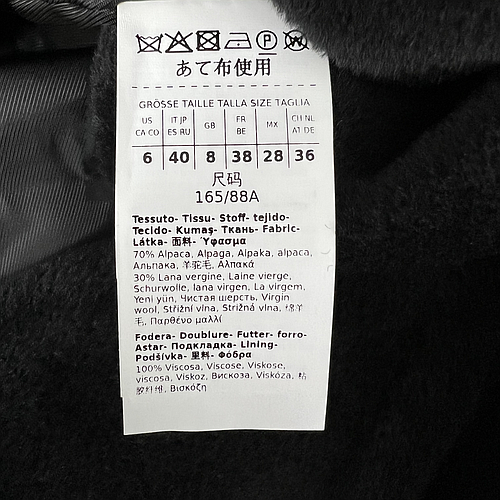 あて布使用
GRÖSSE TAILLE TALLA SIZE TAGLIA
US CA CO IT JP ES RU GB FR BE MX CH NL AT DE
6 40 8 38 28 36
尺码
165/88A
Tessuto- Tissu- Stoff- tejido-
Tecido- Kumaş- Ткань- Fabric-
Látka- 面料- Ύφασμα
70% Alpaca, Alpaga, Alpaka, alpaca,
Альпака, 羊驼毛, Αλπακά
30% Lana vergine, Laine vierge,
Schurwolle, lana virgen, La virgem,
Yeni yün, Чистая шерсть, Virgin
wool, Střižní vlna, Strižná vlna, 绵羊
毛, Παρθένο μαλλί
Fodera- Doublure- Futter- forro-
Astar- Подкладка- Lining-
Podšívka- 里料- Φόδρα
100% Viscosa, Viscose, Viskose,
viscosa, Viskoz, Вискоза, Viskóza, 粘
胶纤维, Βισκόζη